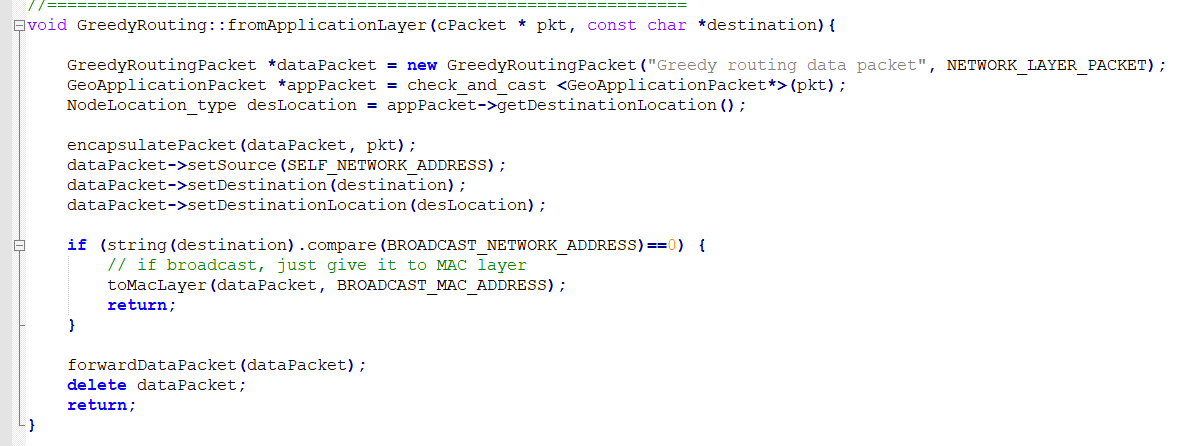 //================================================================
void GreedyRouting::fromApplicationLayer(cPacket * pkt, const char *destination){
GreedyRoutingPacket *dataPacket = new GreedyRoutingPacket("Greedy routing data packet", NETWORK_LAYER_PACKET);
GeoApplicationPacket *appPacket = check_and_cast <GeoApplicationPacket*>(pkt);
NodeLocation_type desLocation = appPacket->getDestinationLocation();
encapsulatePacket(dataPacket, pkt);
dataPacket->setSource(SELF_NETWORK_ADDRESS);
dataPacket->setDestination(destination);
dataPacket->setDestinationLocation(desLocation);
if (string(destination).compare(BROADCAST_NETWORK_ADDRESS)==0) {
// if broadcast, just give it to MAC layer
toMacLayer(dataPacket, BROADCAST_MAC_ADDRESS);
return;
}
forwardDataPacket(dataPacket);
delete dataPacket;
return;
}